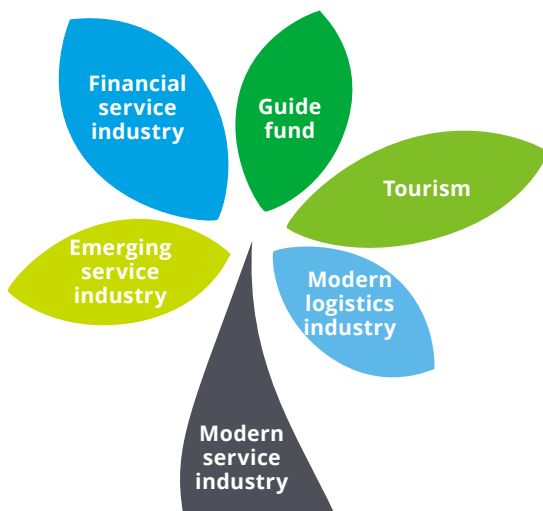 Financial
service
industry
Guide
fund
Tourism
Emerging
service
industry
Modern
logistics
industry
Modern
service
industry